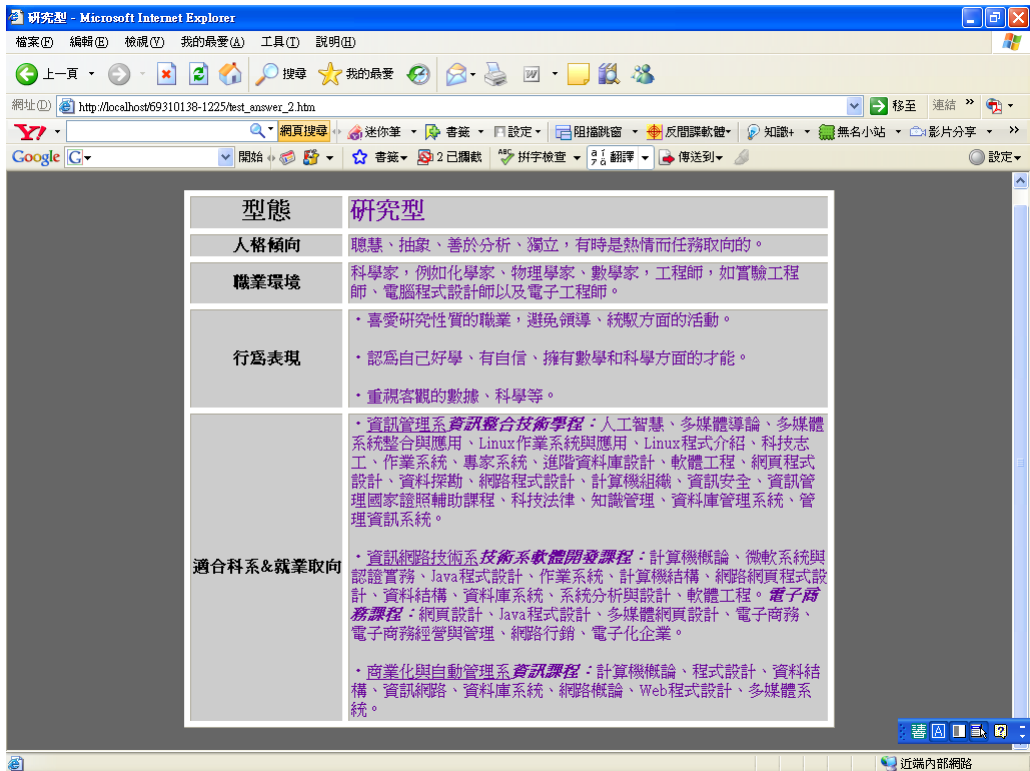 研究型 - Microsoft Internet Explorer
檔案(F) 編輯(E) 檢視(V) 我的最愛(A) 工具(T) 說明(H)
上一頁 搜尋 我的最愛
網址(D) http://localhost/69310138-1225/test_answer_2.htm 移至 連結 »
Y7 網頁搜尋 迷你筆 書籤 設定 阻擋跳窗 反間諜軟體 知識+ 無名小站 影片分享 »
Google G 開始 書籤 2 已攔截 拼字檢查 翻譯 傳送到 設定
型態 研究型
人格傾向 聰慧、抽象、善於分析、獨立，有時是熱情而任務取向的。
職業環境 科學家，例如化學家、物理學家、數學家，工程師，如實驗工程
師、電腦程式設計師以及電子工程師。
行為表現
・喜愛研究性質的職業，避免領導、統馭方面的活動。
・認為自己好學、有自信、擁有數學和科學方面的才能。
・重視客觀的數據、科學等。
適合科系&就業取向
・資訊管理系資訊整合技術學程：人工智慧、多媒體導論、多媒體
系統整合與應用、Linux作業系統與應用、Linux程式介紹、科技志
工、作業系統、專家系統、進階資料庫設計、軟體工程、網頁程式
設計、資料探勘、網路程式設計、計算機組織、資訊安全、資訊管
理國家證照輔助課程、科技法律、知識管理、資料庫管理系統、管
理資訊系統。
・資訊網路技術系技術系軟體開發課程：計算機概論、微軟系統與
認證實務、Java程式設計、作業系統、計算機結構、網路網頁程式設
計、資料結構、資料庫系統、系統分析與設計、軟體工程。電子商
務課程：網頁設計、Java程式設計、多媒體網頁設計、電子商務、
電子商務經營與管理、網路行銷、電子化企業。
・商業化與自動管理系資訊課程：計算機概論、程式設計、資料結
構、資訊網路、資料庫系統、網路概論、Web程式設計、多媒體系
統。
近端內部網路